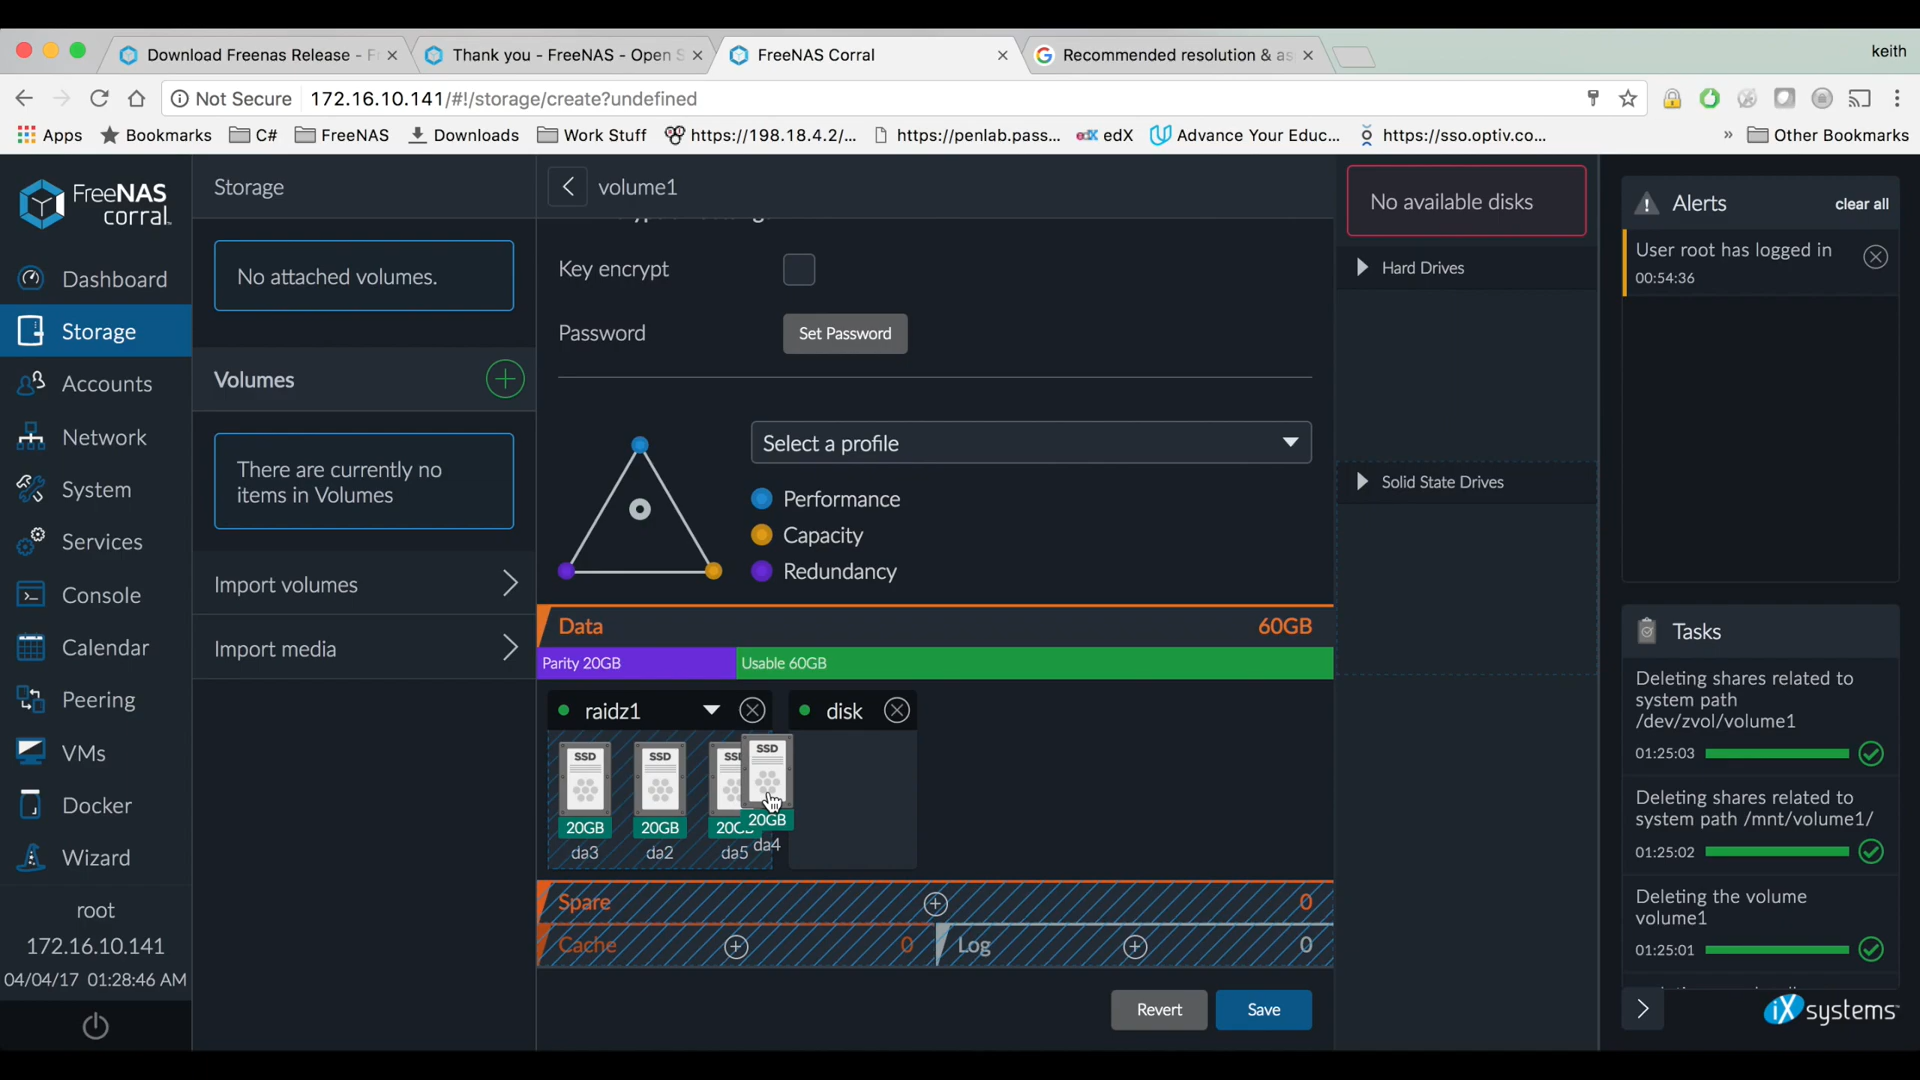 Download Freenas Release - F
Thank you - FreeNAS - Open S
FreeNAS Corral
Recommended resolution & as
keith
Not Secure
172.16.10.141/#!/storage/create?undefined
Apps
Bookmarks
C#
FreeNAS
Downloads
Work Stuff
https://198.18.4.2/...
https://penlab.pass...
edX
edX
Advance Your Educ...
https://sso.optiv.co...
»
Other Bookmarks
FreeNAS
corral
Dashboard
Storage
Accounts
Network
System
Services
Console
Calendar
Peering
VMs
Docker
Wizard
root
172.16.10.141
04/04/17 01:28:46 AM
Storage
No attached volumes.
Volumes
There are currently no
items in Volumes
Import volumes
Import media
volume1
Key encrypt
Password
Set Password
Select a profile
Performance
Capacity
Redundancy
Data
60GB
Parity 20GB
Usable 60GB
raidz1
disk
SSD
20GB
da3
SSD
20GB
da2
SSD
da5
SSD
20GB
da4
Spare
0
Cache
0
Log
0
Revert
Save
No available disks
Hard Drives
Solid State Drives
Alerts
clear all
User root has logged in
00:54:36
Tasks
Deleting shares related to
system path
/dev/zvol/volume1
01:25:03
Deleting shares related to
system path /mnt/volume1/
01:25:02
Deleting the volume
volume1
01:25:01
iXsystems